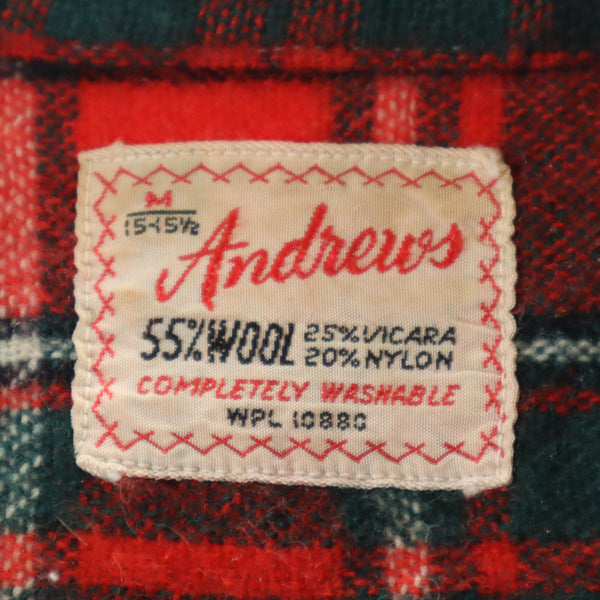 M
15-15½
Andrews
55% WOOL 25% VICARA
20% NYLON
COMPLETELY WASHABLE
WPL 10880